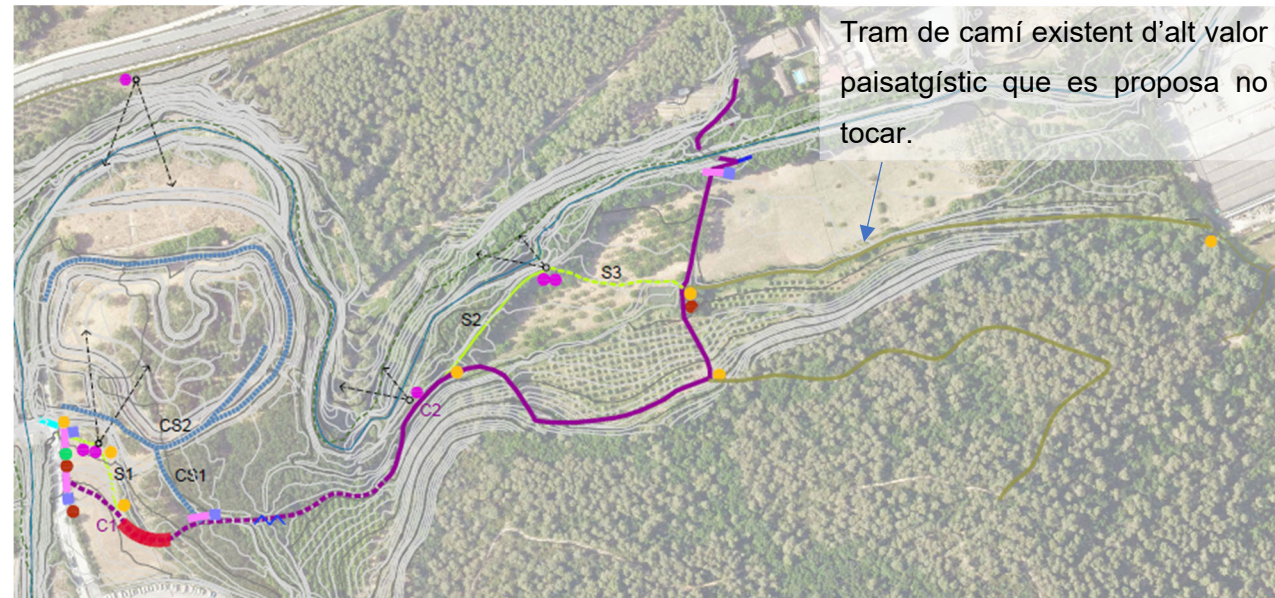 Tram de camí existent d’alt valor
paisatgístic que es proposa no
tocar.
S3
S2
C2
CS2
S1
CS1
C1